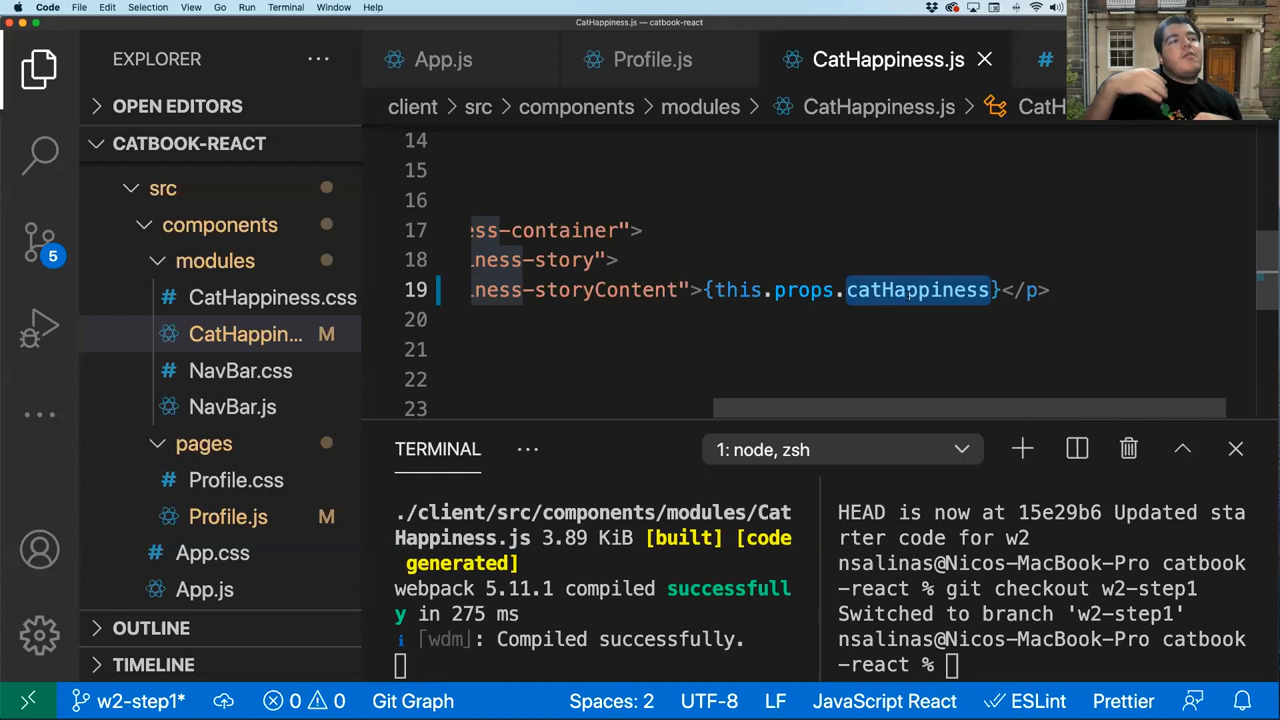 Code File Edit Selection View Go Run Terminal Window Help
CatHappiness.js — catbook-react
EXPLORER
App.js
Profile.js
CatHappiness.js
#
OPEN EDITORS
client > src > components > modules > CatHappiness.js > CatH
CATBOOK-REACT
src
components
modules
# CatHappiness.css
CatHappin... M
# NavBar.css
NavBar.js
pages
# Profile.css
Profile.js M
# App.css
App.js
OUTLINE
TIMELINE
5
14
15
16
17 ess-container">
18 iness-story">
19 iness-storyContent">{this.props.catHappiness}</p>
20
21
22
23
TERMINAL ...
1: node, zsh
./client/src/components/modules/Cat
Happiness.js 3.89 KiB [built] [code
generated]
webpack 5.11.1 compiled successfull
y in 275 ms
i ｢wdm｣: Compiled successfully.
HEAD is now at 15e29b6 Updated sta
rter code for w2
nsalinas@Nicos-MacBook-Pro catbook
-react % git checkout w2-step1
Switched to branch 'w2-step1'
nsalinas@Nicos-MacBook-Pro catbook
-react %
w2-step1* 0 0 Git Graph Spaces: 2 UTF-8 LF JavaScript React ESLint Prettier